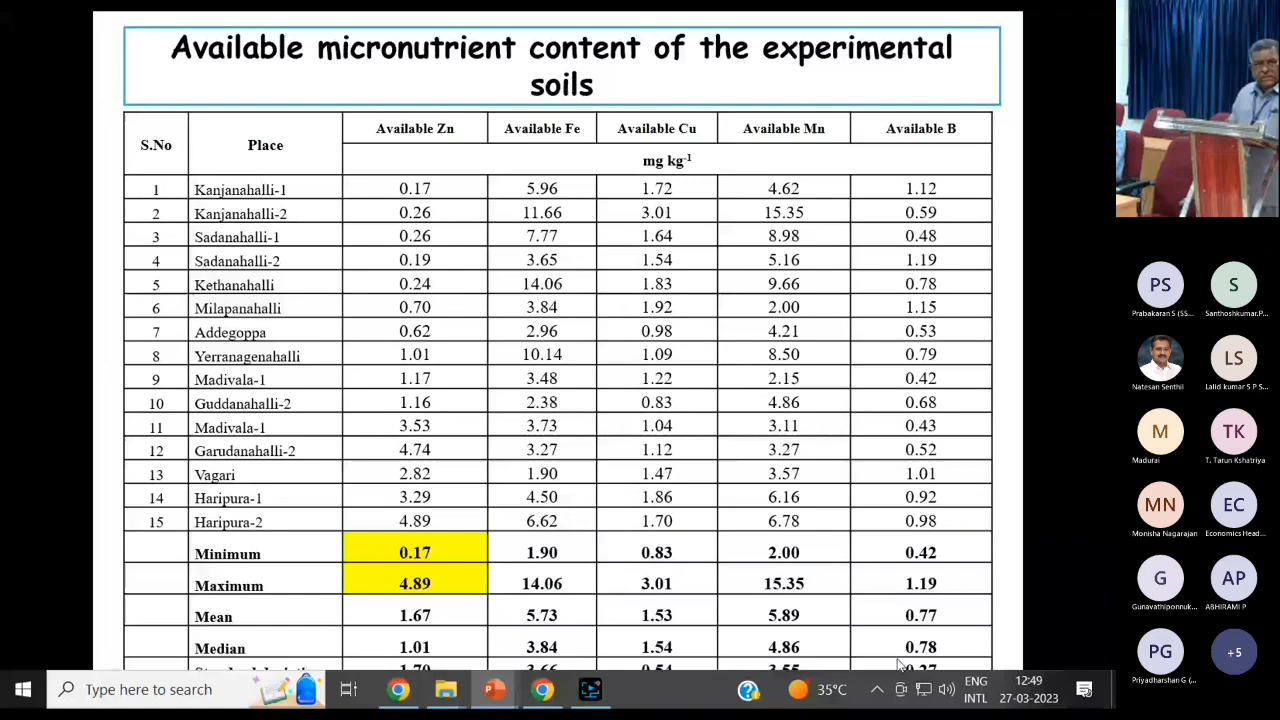 Available micronutrient content of the experimental
soils
S.No Place Available Zn Available Fe Available Cu Available Mn Available B
mg kg-1
1 Kanjanahalli-1 0.17 5.96 1.72 4.62 1.12
2 Kanjanahalli-2 0.26 11.66 3.01 15.35 0.59
3 Sadanahalli-1 0.26 7.77 1.64 8.98 0.48
4 Sadanahalli-2 0.19 3.65 1.54 5.16 1.19
5 Kethanahalli 0.24 14.06 1.83 9.66 0.78
6 Milapanahalli 0.70 3.84 1.92 2.00 1.15
7 Addegoppa 0.62 2.96 0.98 4.21 0.53
8 Yerranagenahalli 1.01 10.14 1.09 8.50 0.79
9 Madivala-1 1.17 3.48 1.22 2.15 0.42
10 Guddanahalli-2 1.16 2.38 0.83 4.86 0.68
11 Madivala-1 3.53 3.73 1.04 3.11 0.43
12 Garudanahalli-2 4.74 3.27 1.12 3.27 0.52
13 Vagari 2.82 1.90 1.47 3.57 1.01
14 Haripura-1 3.29 4.50 1.86 6.16 0.92
15 Haripura-2 4.89 6.62 1.70 6.78 0.98
Minimum 0.17 1.90 0.83 2.00 0.42
Maximum 4.89 14.06 3.01 15.35 1.19
Mean 1.67 5.73 1.53 5.89 0.77
Median 1.01 3.84 1.54 4.86 0.78
PS S
Prabakaran S (SS... Santhoshkumar.P...
LS
Natesan Senthil Lalid kumar S P S...
M TK
Madurai T. Tarun Kshatriya
MN EC
Monisha Nagarajan Economics Head...
G AP
Gunavathiponnuk... ABHIRAMI P
PG +5
Priyadharshan G (...
Type here to search
35°C
ENG
INTL
12:49
27-03-2023